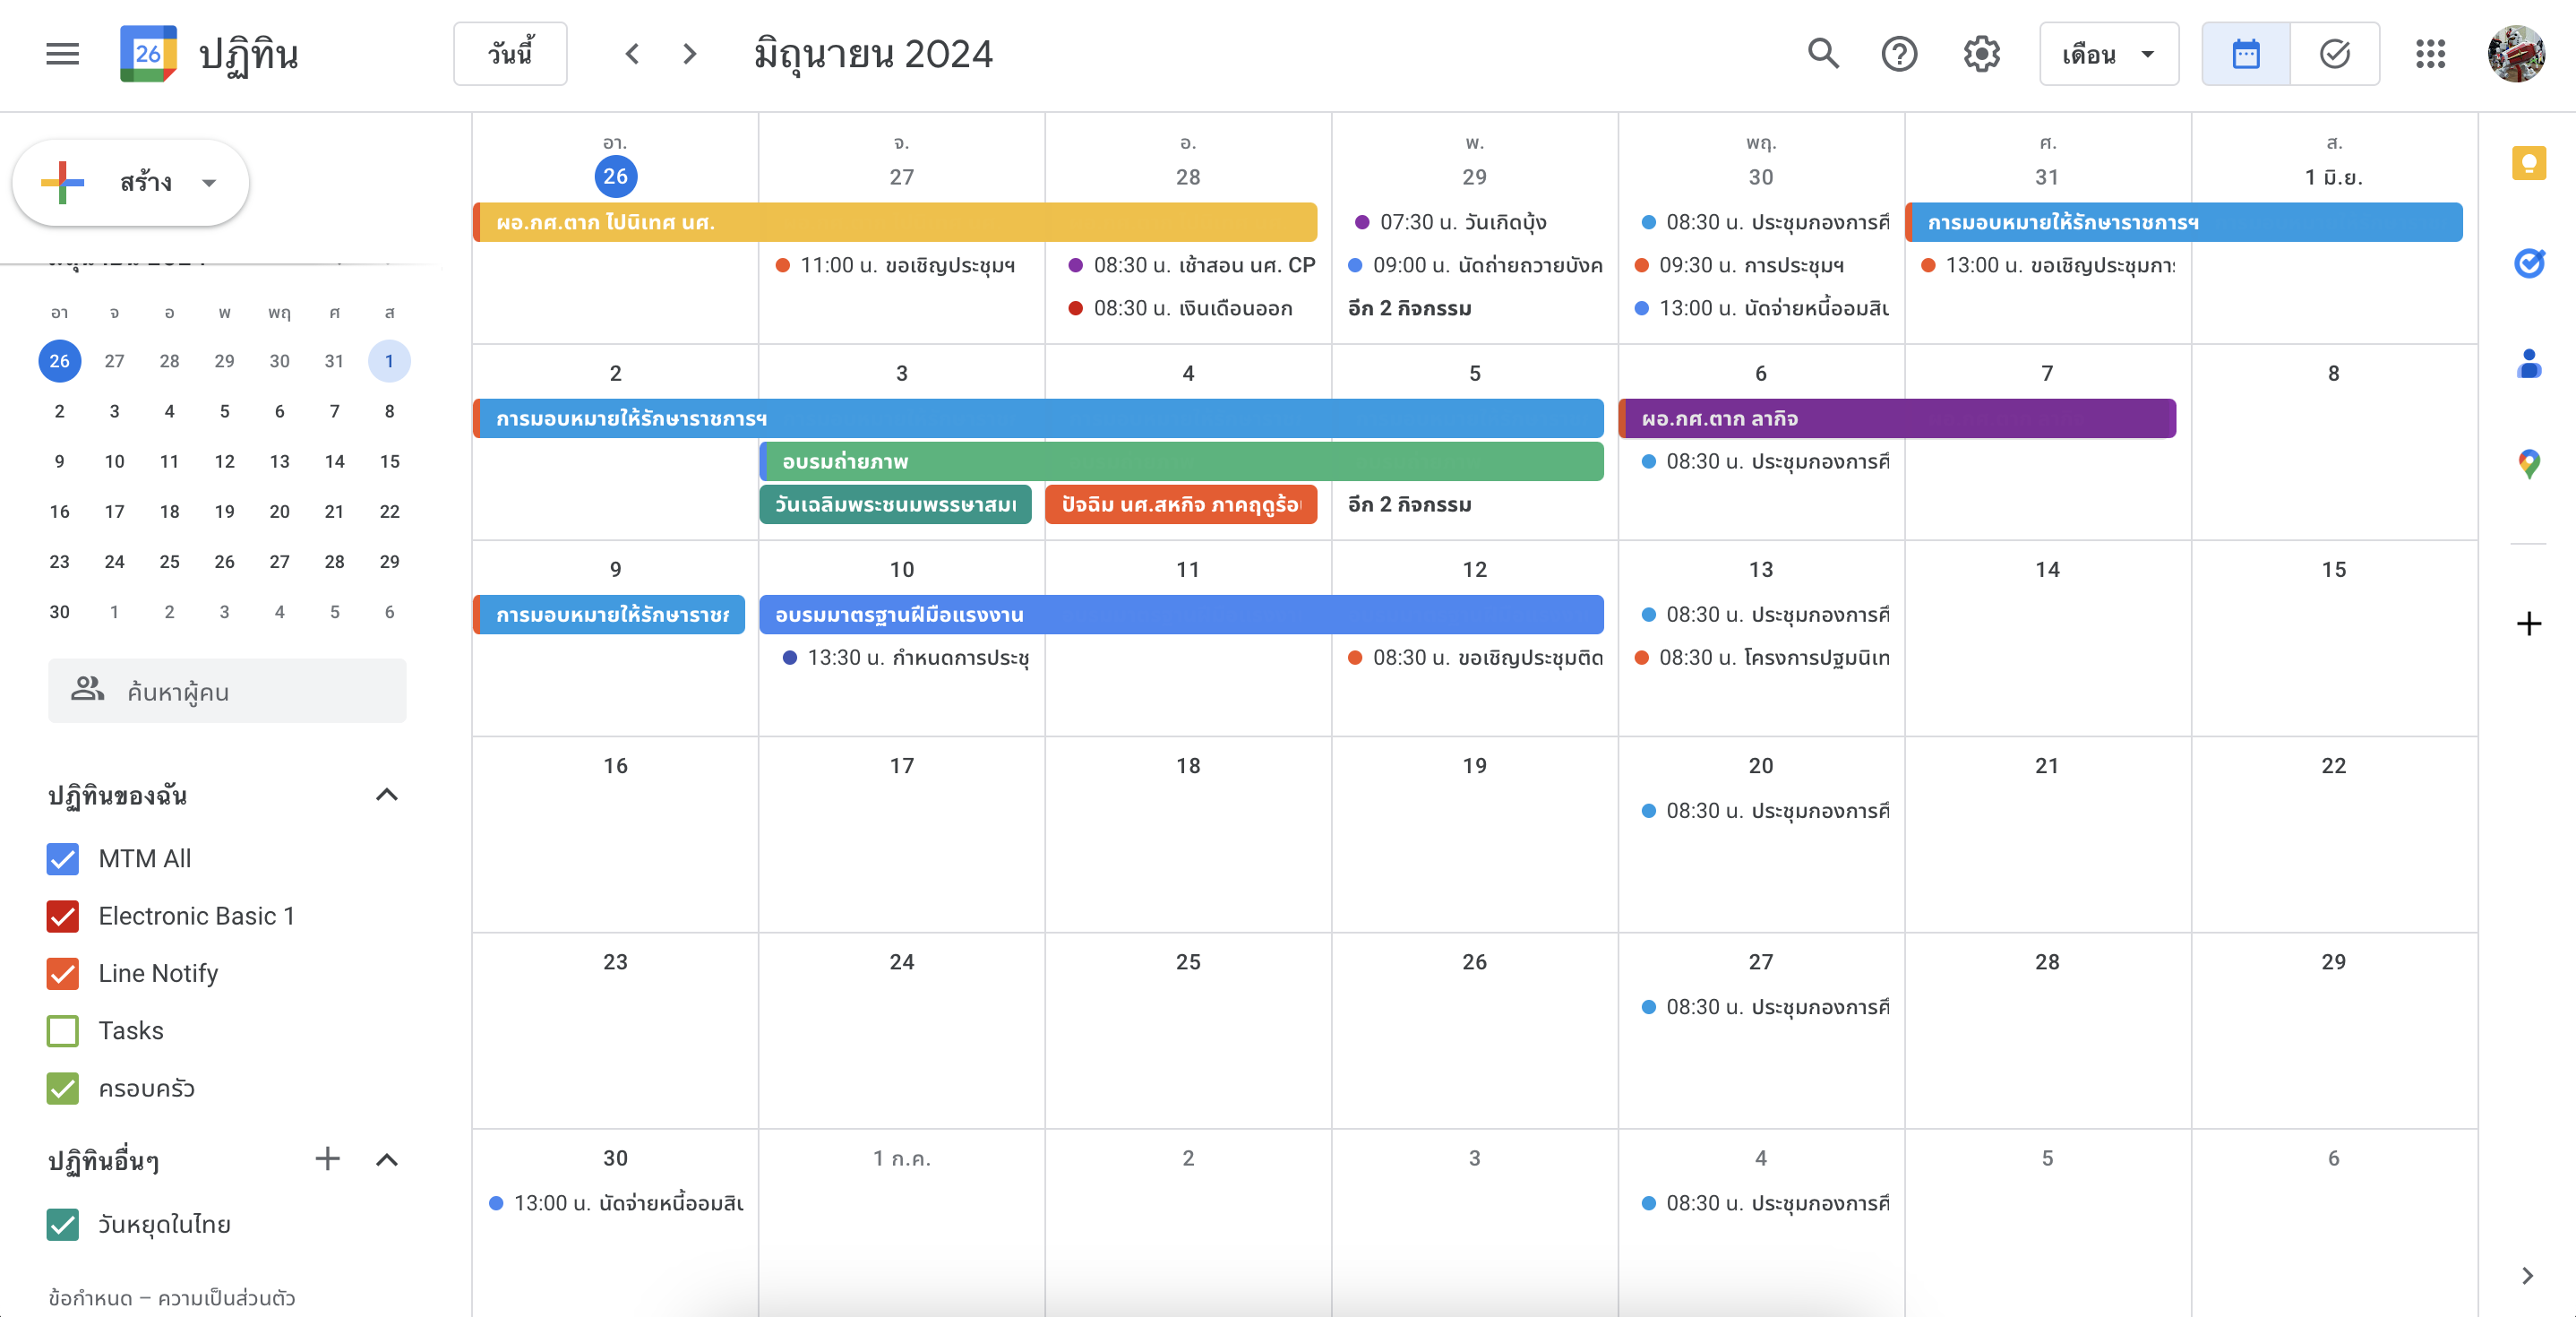 26 ปฏิทิน วันนี้ มิถุนายน 2024 เดือน
สร้าง
อา จ อ พ พฤ ศ ส
26 27 28 29 30 31 1
2 3 4 5 6 7 8
9 10 11 12 13 14 15
16 17 18 19 20 21 22
23 24 25 26 27 28 29
30 1 2 3 4 5 6
ค้นหาผู้คน
ปฏิทินของฉัน
MTM All
Electronic Basic 1
Line Notify
Tasks
ครอบครัว
ปฏิทินอื่นๆ
วันหยุดในไทย
ข้อกำหนด – ความเป็นส่วนตัว
อา. จ. อ. พ. พฤ. ศ. ส.
26 27 28 29 30 31 1 มิ.ย.
ผอ.กศ.ตาก ไปนิเทศ นศ. 07:30 น. วันเกิดบุ้ง 08:30 น. ประชุมกองการศึ การมอบหมายให้รักษาราชการฯ
11:00 น. ขอเชิญประชุมฯ 08:30 น. เช้าสอน นศ. CP 09:00 น. นัดถ่ายถวายบังค 09:30 น. การประชุมฯ 13:00 น. ขอเชิญประชุมกา
08:30 น. เงินเดือนออก อีก 2 กิจกรรม 13:00 น. นัดจ่ายหนี้ออมสิน
2 3 4 5 6 7 8
การมอบหมายให้รักษาราชการฯ ผอ.กศ.ตาก ลากิจ
อบรมถ่ายภาพ 08:30 น. ประชุมกองการศึ
วันเฉลิมพระชนมพรรษาสม ปัจฉิม นศ.สหกิจ ภาคฤดูร้อ อีก 2 กิจกรรม
9 10 11 12 13 14 15
การมอบหมายให้รักษาราช อบรมมาตรฐานฝีมือแรงงาน 08:30 น. ประชุมกองการศึ
13:30 น. กำหนดการประชุ 08:30 น. ขอเชิญประชุมติด 08:30 น. โครงการปฐมนิเท
16 17 18 19 20 21 22
08:30 น. ประชุมกองการศึ
23 24 25 26 27 28 29
08:30 น. ประชุมกองการศึ
30 1 ก.ค. 2 3 4 5 6
13:00 น. นัดจ่ายหนี้ออมสิน 08:30 น. ประชุมกองการศึ